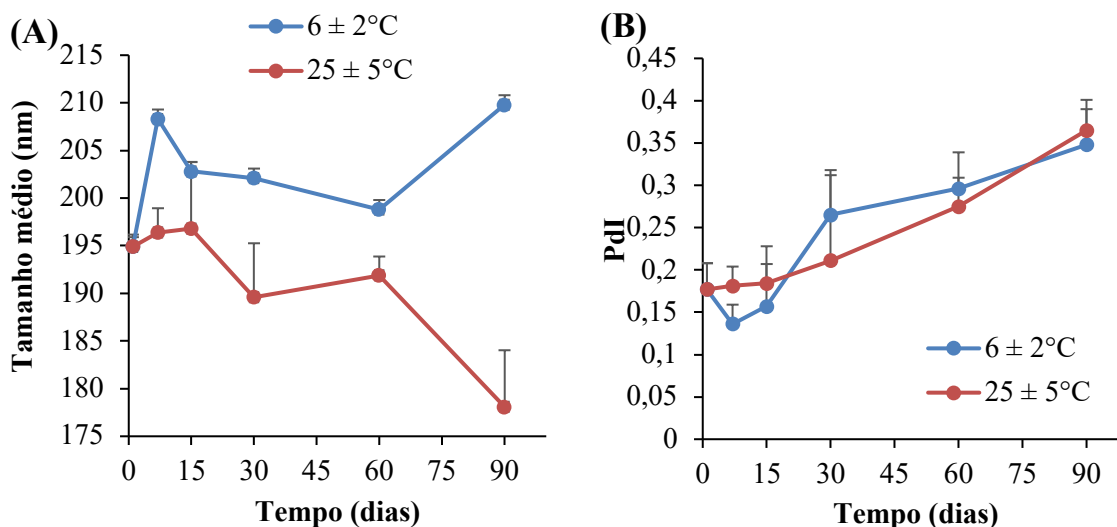 (A)
6 ± 2°C
25 ± 5°C
Tamanho médio (nm)
215
210
205
200
195
190
185
180
175
0 15 30 45 60 75 90
Tempo (dias)
(B)
PdI
0,45
0,4
0,35
0,3
0,25
0,2
0,15
0,1
0,05
0
6 ± 2°C
25 ± 5°C
0 15 30 45 60 75 90
Tempo (dias)